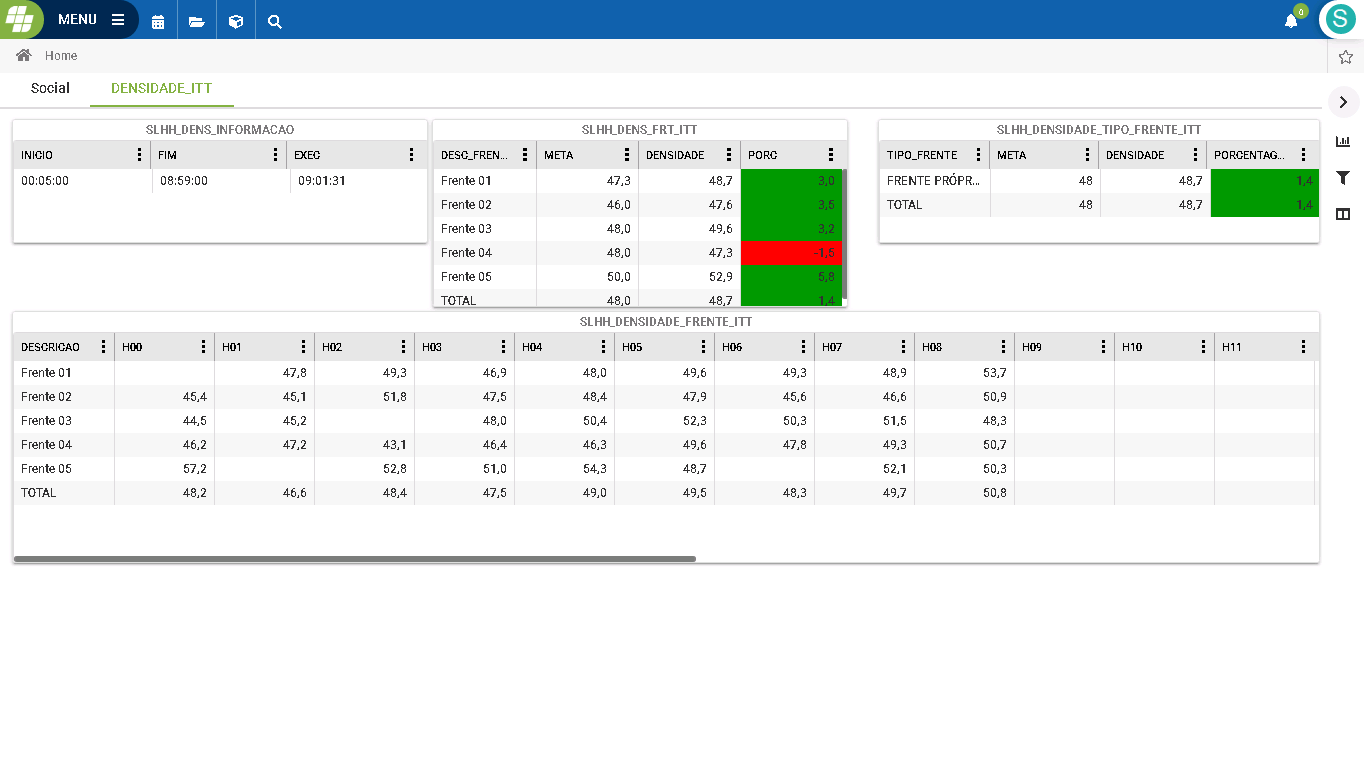 MENU
0
S
Home
Social DENSIDADE_ITT
SLHH_DENS_INFORMACAO
INICIO FIM EXEC
00:05:00 08:59:00 09:01:31
SLHH_DENS_FRT_ITT
DESC_FREN... META DENSIDADE PORC
Frente 01 47,3 48,7 3,0
Frente 02 46,0 47,6 3,5
Frente 03 48,0 49,6 3,2
Frente 04 48,0 47,3 -1,5
Frente 05 50,0 52,9 5,8
TOTAL 48,0 48,7 1,4
SLHH_DENSIDADE_TIPO_FRENTE_ITT
TIPO_FRENTE META DENSIDADE PORCENTAG...
FRENTE PRÓPR... 48 48,7 1,4
TOTAL 48 48,7 1,4
SLHH_DENSIDADE_FRENTE_ITT
DESCRICAO H00 H01 H02 H03 H04 H05 H06 H07 H08 H09 H10 H11
Frente 01 47,8 49,3 46,9 48,0 49,6 49,3 48,9 53,7
Frente 02 45,4 45,1 51,8 47,5 48,4 47,9 45,6 46,6 50,9
Frente 03 44,5 45,2 48,0 50,4 52,3 50,3 51,5 48,3
Frente 04 46,2 47,2 43,1 46,4 46,3 49,6 47,8 49,3 50,7
Frente 05 57,2 52,8 51,0 54,3 48,7 52,1 50,3
TOTAL 48,2 46,6 48,4 47,5 49,0 49,5 48,3 49,7 50,8